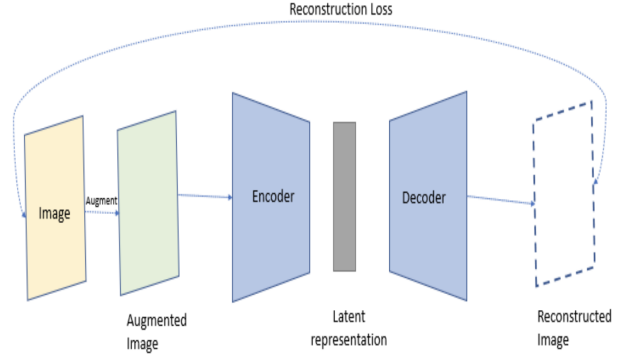 Reconstruction Loss
Image
Augment
Encoder
Decoder
Augmented
Image
Latent
representation
Reconstructed
Image